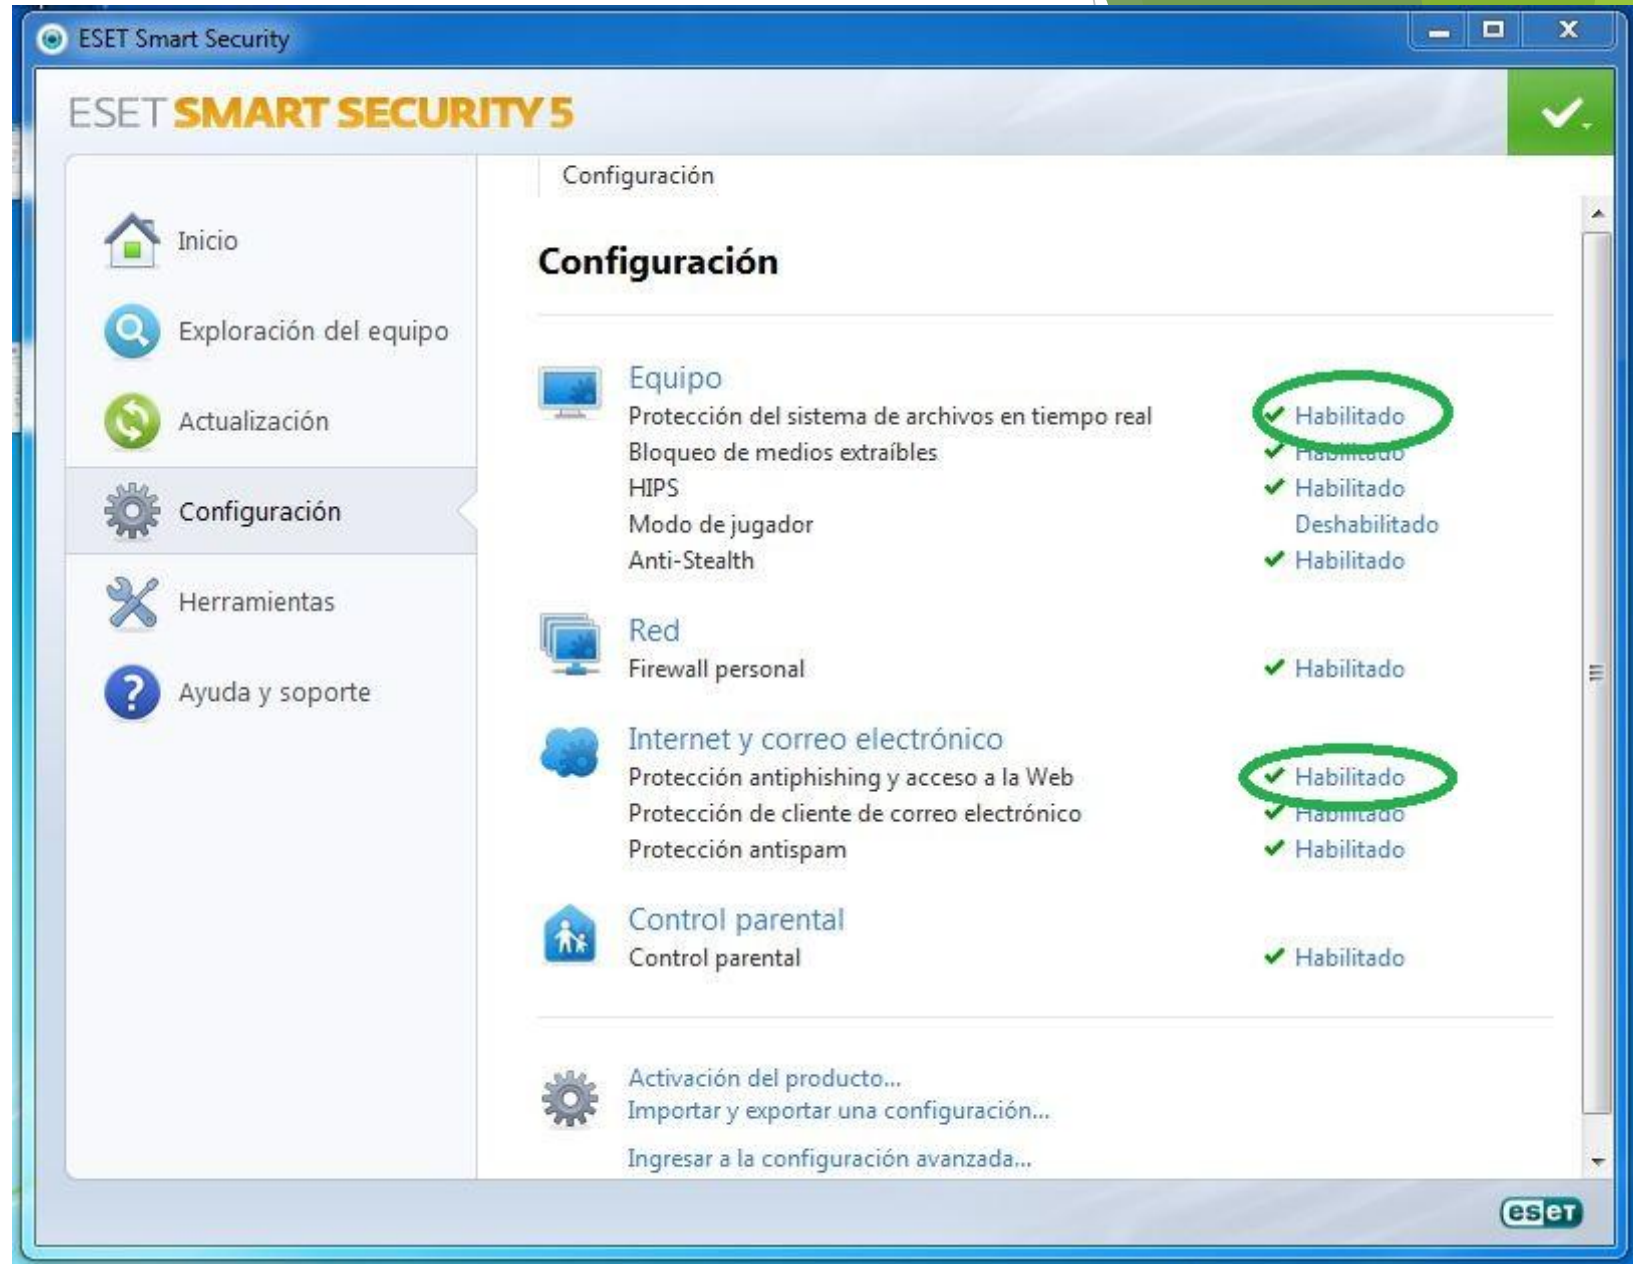 ESET Smart Security
ESET SMART SECURITY 5
Inicio
Exploración del equipo
Actualización
Configuración
Herramientas
Ayuda y soporte
Configuración
Configuración
Equipo
Protección del sistema de archivos en tiempo real Habilitado
Bloqueo de medios extraíbles Habilitado
HIPS Habilitado
Modo de jugador Deshabilitado
Anti-Stealth Habilitado
Red
Firewall personal Habilitado
Internet y correo electrónico
Protección antiphishing y acceso a la Web Habilitado
Protección de cliente de correo electrónico Habilitado
Protección antispam Habilitado
Control parental
Control parental Habilitado
Activación del producto...
Importar y exportar una configuración...
Ingresar a la configuración avanzada...
eseT